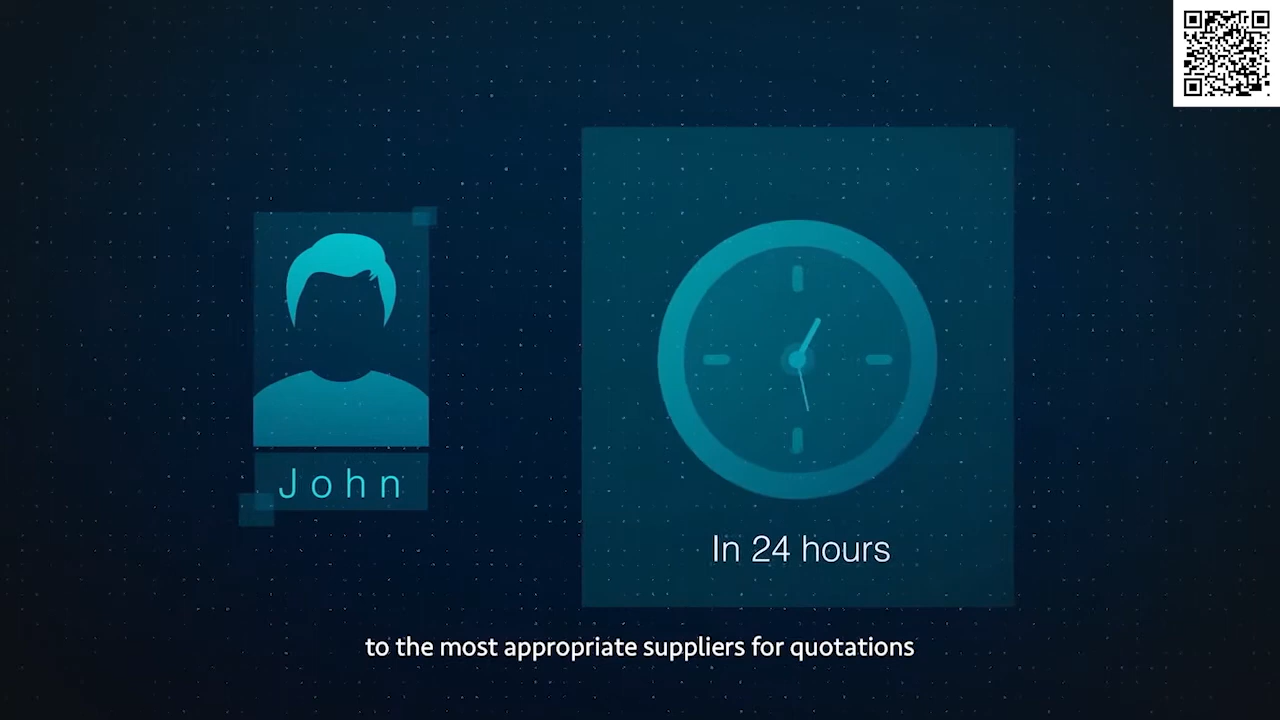 John
In 24 hours
to the most appropriate suppliers for quotations